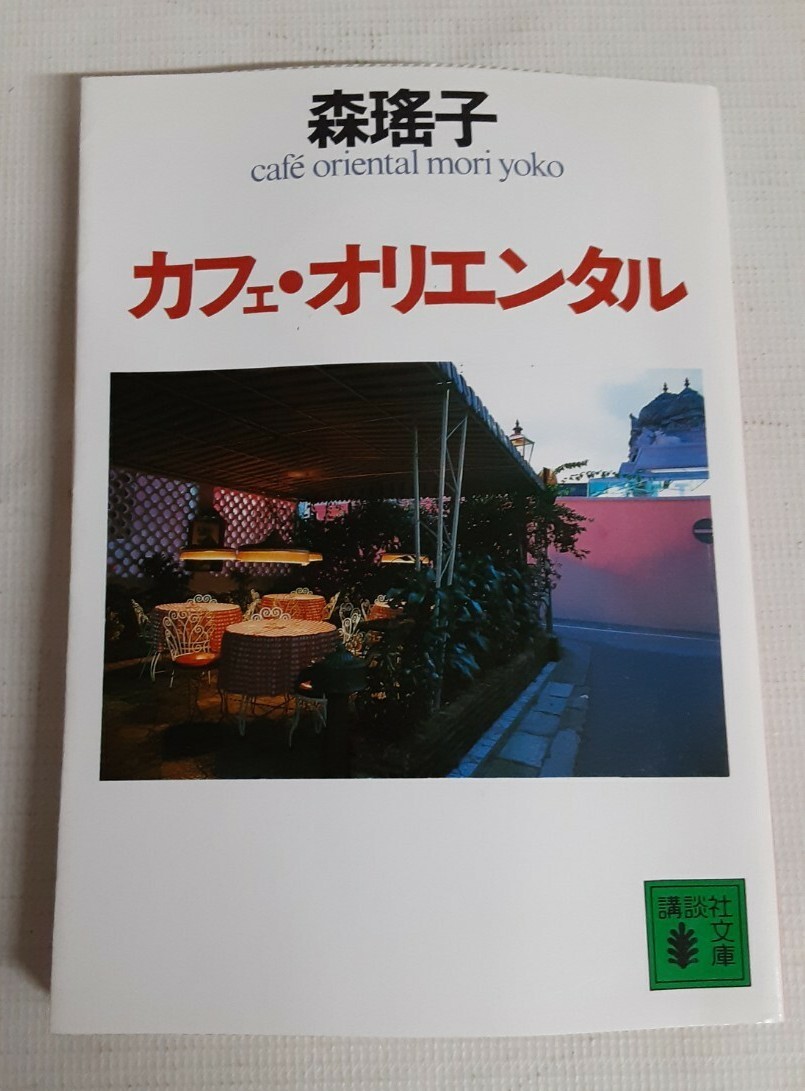 森瑤子
café oriental mori yoko
カフェ・オリエンタル
講談社
文庫